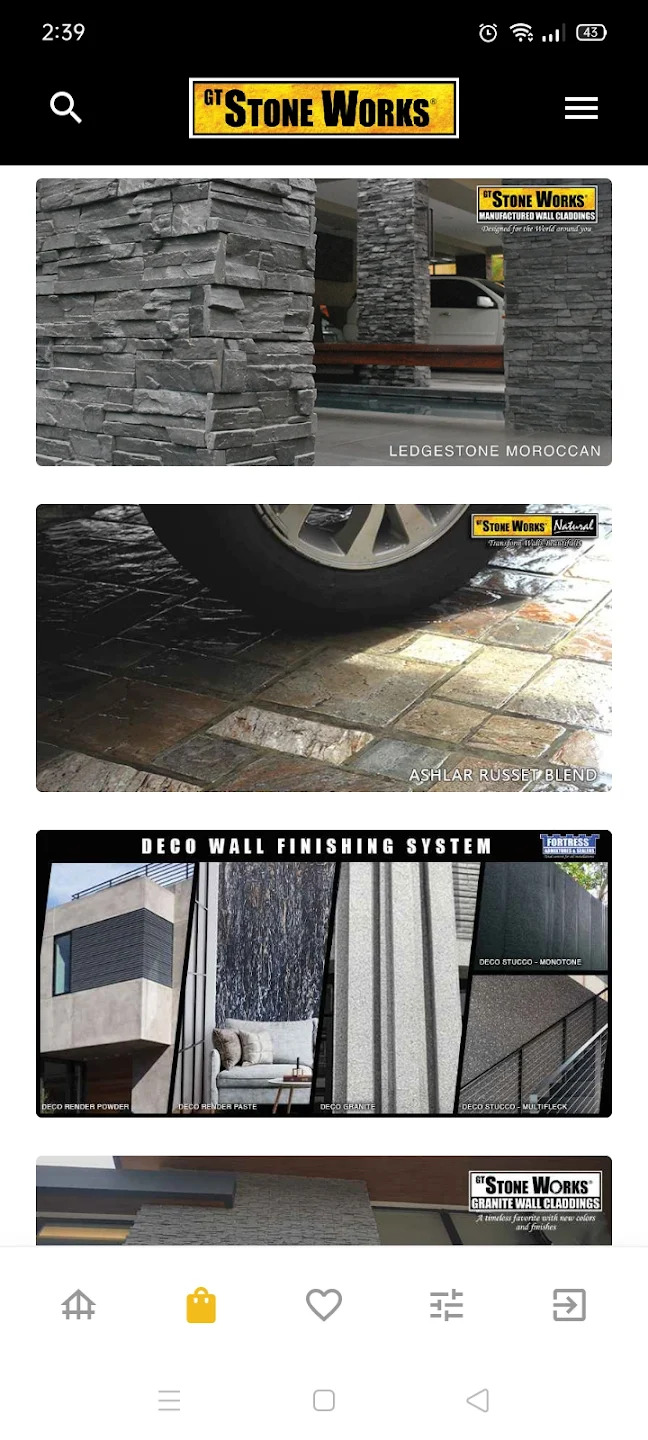 2:39
43
GT STONE WORKS®
GT STONE WORKS®
MANUFACTURED WALL CLADDINGS
Designed for the World around you
LEDGESTONE MOROCCAN
GT STONE WORKS® Natural
Transform Walls Beautifully
ASHLAR RUSSET BLEND
DECO WALL FINISHING SYSTEM
FORTRESS
ADMIXTURES & SEALERS
DECO STUCCO - MONOTONE
DECO RENDER POWDER
DECO RENDER PASTE
DECO GRANITE
DECO STUCCO - MULTIFLECK
GT STONE WORKS®
GRANITE WALL CLADDINGS
A timeless favorite with new colors
and finishes